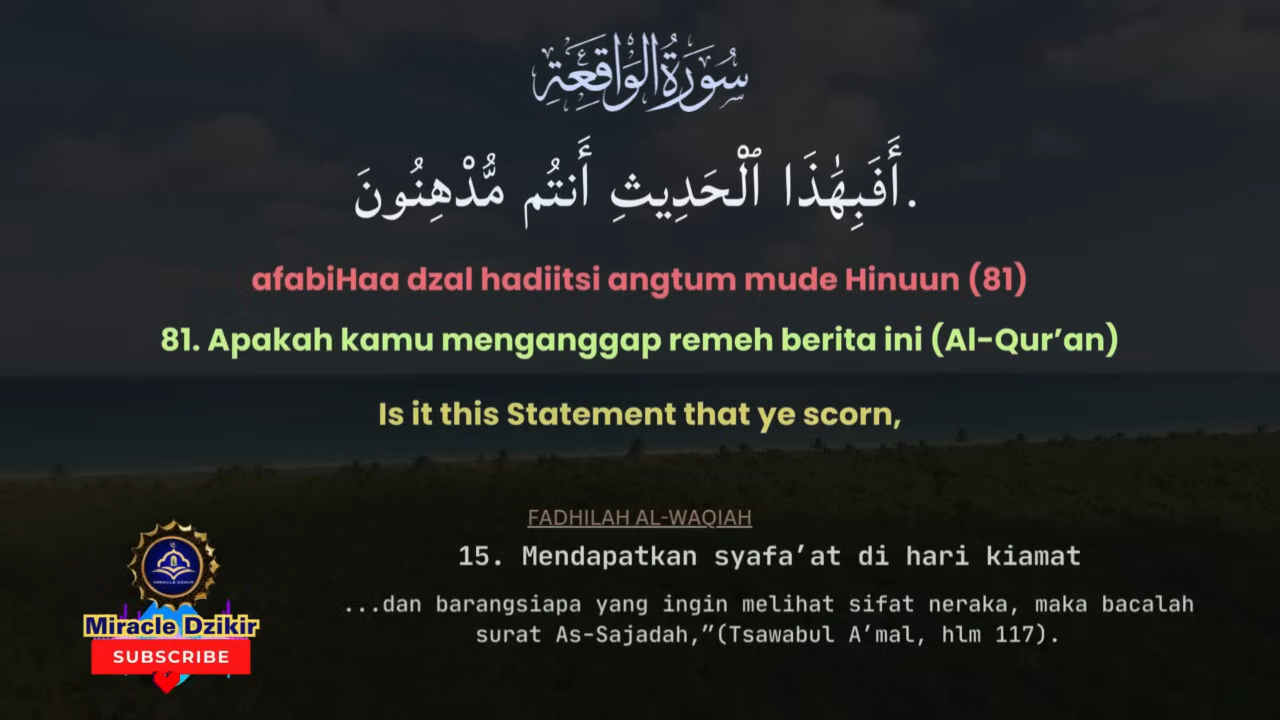 سُورَةُ الوَاقِعَةِ
أَفَبِهَٰذَا ٱلْحَدِيثِ أَنتُم مُّدْهِنُونَ.
afabiHaa dzal hadiitsi angtum mude Hinuun (81)
81. Apakah kamu menganggap remeh berita ini (Al-Qur’an)
Is it this Statement that ye scorn,
FADHILAH AL-WAQIAH
15. Mendapatkan syafa’at di hari kiamat
...dan barangsiapa yang ingin melihat sifat neraka, maka bacalah
surat As-Sajadah,”(Tsawabul A’mal, hlm 117).
MIRACLE DZIKIR
Miracle Dzikir
SUBSCRIBE